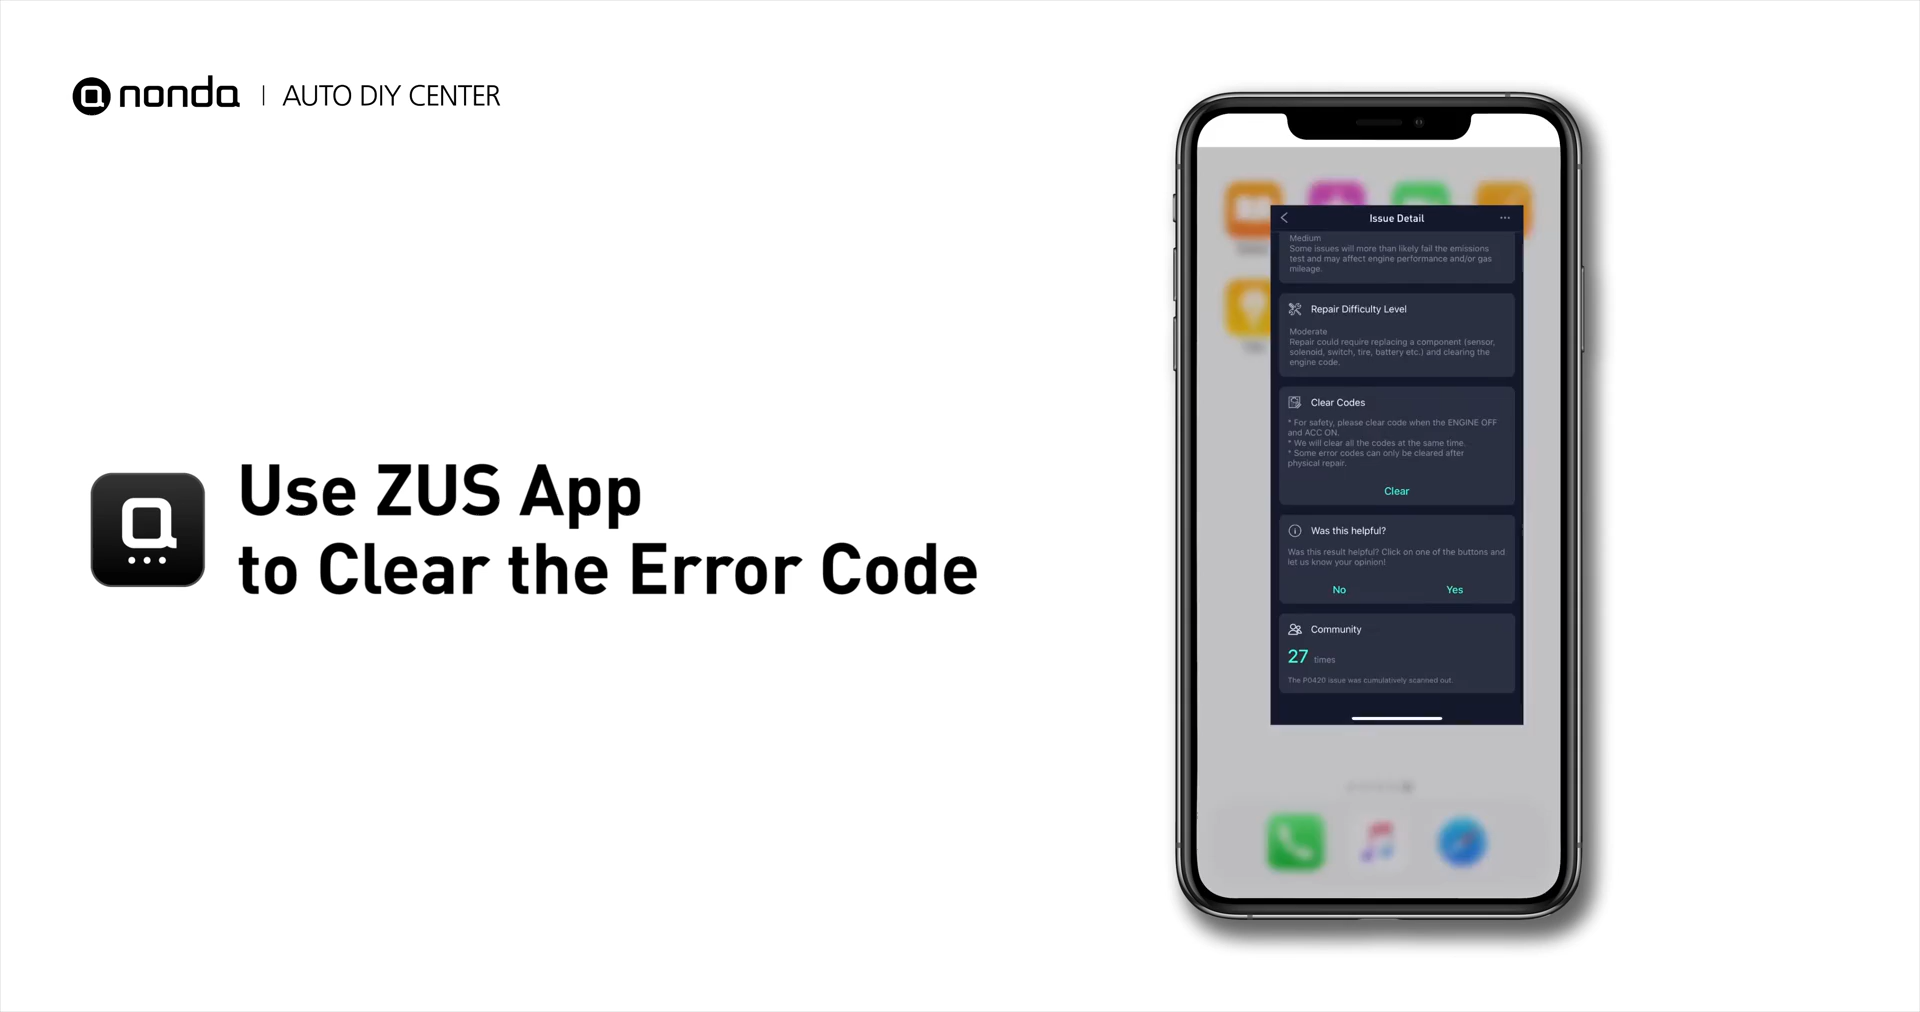 nonda | AUTO DIY CENTER
Use ZUS App
to Clear the Error Code
Issue Detail
Medium
Some issues will more than likely fail the emissions
test and may affect engine performance and/or gas
mileage.
Repair Difficulty Level
Moderate
Repair could require replacing a component (sensor,
solenoid, switch, tire, battery etc.) and clearing the
engine code.
Clear Codes
* For safety, please clear code when the ENGINE OFF
and ACC ON.
* We will clear all the codes at the same time.
* Some error codes can only be cleared after
physical repair.
Clear
Was this helpful?
Was this result helpful? Click on one of the buttons and
let us know your opinion!
No Yes
Community
27 times
The P0420 issue was cumulatively scanned out.